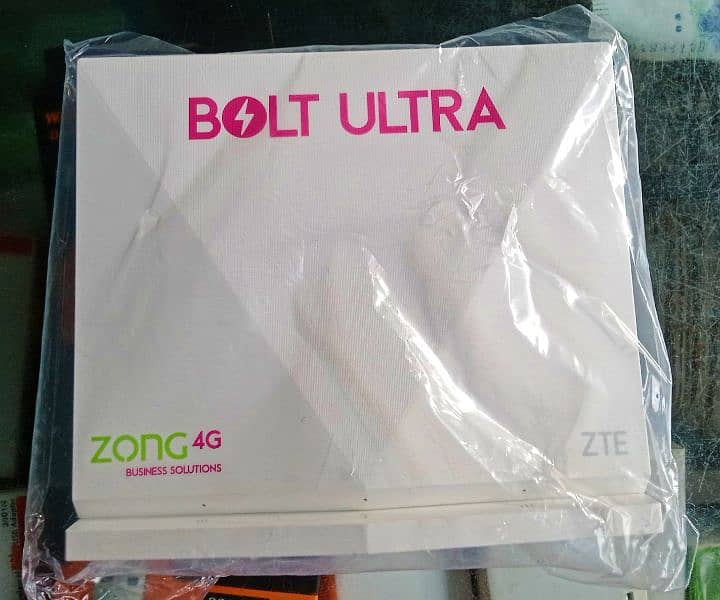 BOLT ULTRA
ZONG 4G
BUSINESS SOLUTIONS
ZTE